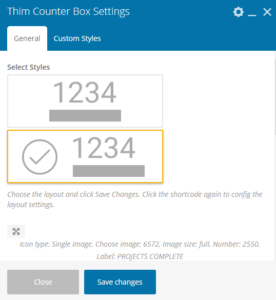 Thim Counter Box Settings
General
Custom Styles
Select Styles
1234
1234
Choose the layout and click Save Changes. Click the shortcode again to config the
layout settings.
Icon type: Single Image, Choose image: 6572, Image size: full, Number: 2550,
Label: PROJECTS COMPLETE
Close
Save changes